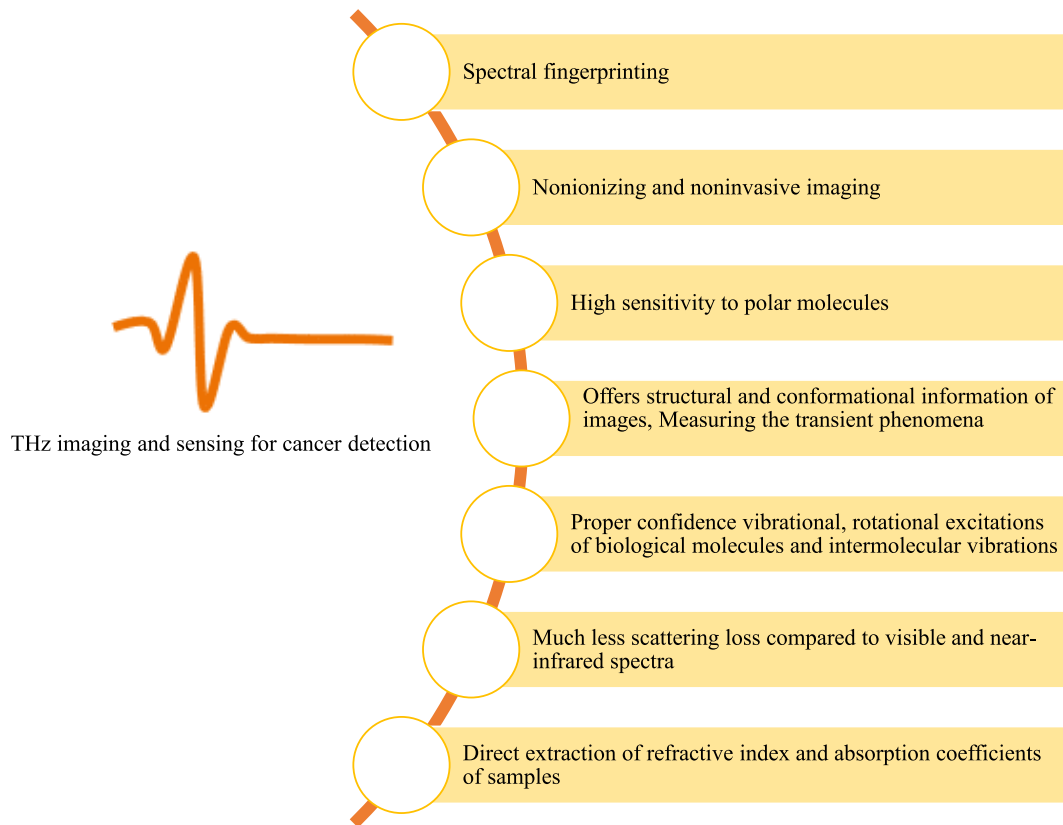 Spectral fingerprinting
Nonionizing and noninvasive imaging
High sensitivity to polar molecules
Offers structural and conformational information of
images, Measuring the transient phenomena
THz imaging and sensing for cancer detection
Proper confidence vibrational, rotational excitations
of biological molecules and intermolecular vibrations
Much less scattering loss compared to visible and near-
infrared spectra
Direct extraction of refractive index and absorption coefficients
of samples